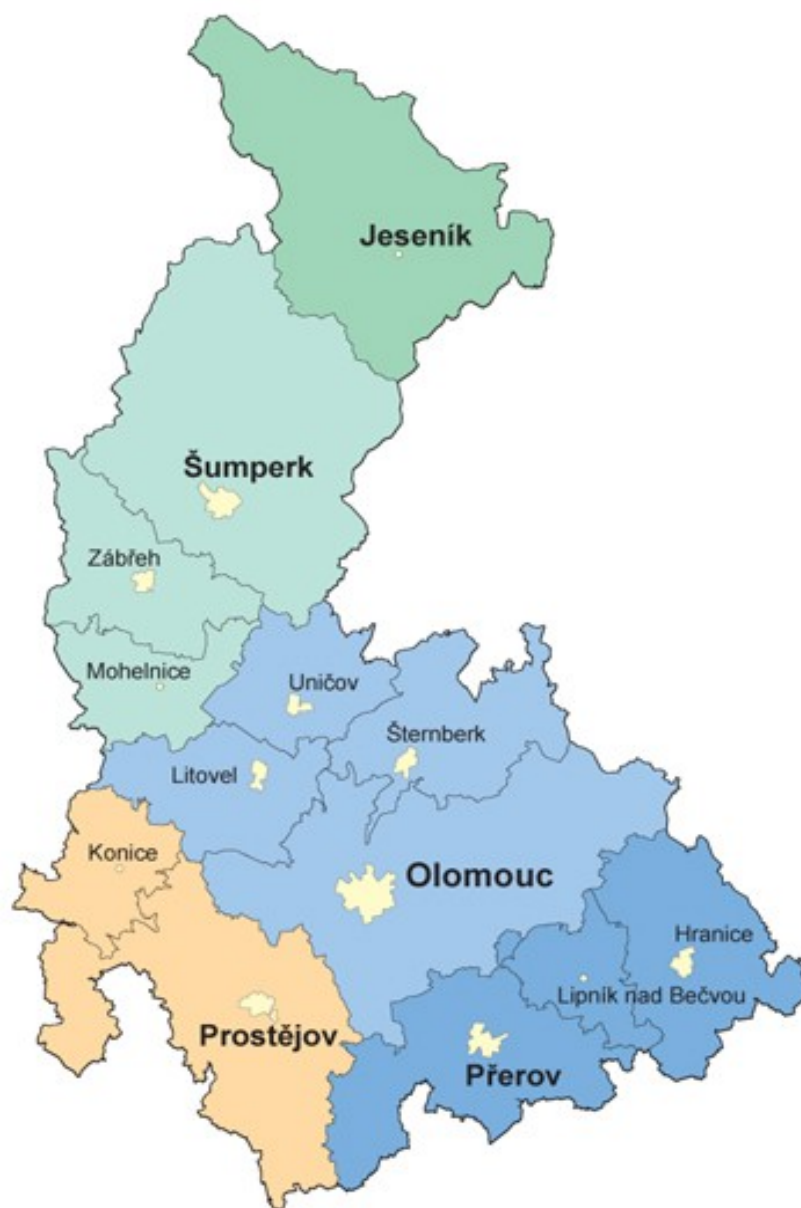 Jeseník
Šumperk
Zábřeh
Mohelnice
Uničov
Šternberk
Litovel
Konice
Olomouc
Hranice
Lipník nad Bečvou
Prostějov
Přerov